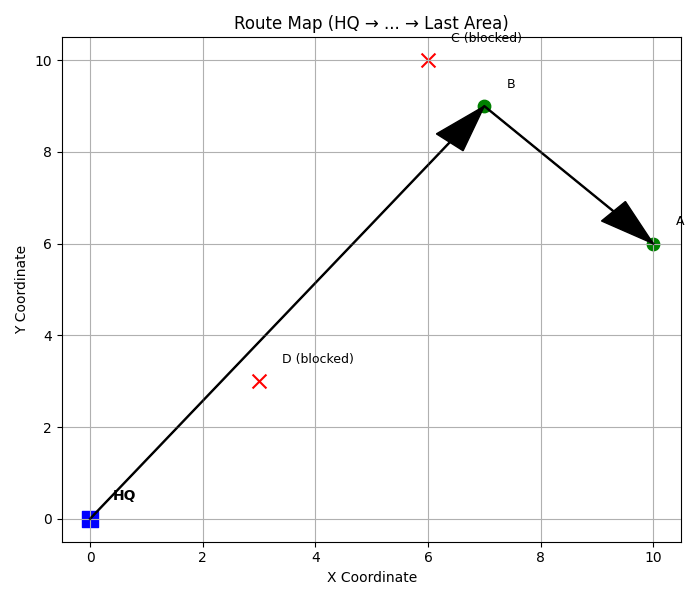 Route Map (HQ → ... → Last Area)
C (blocked)
B
A
D (blocked)
HQ
10
8
6
4
2
0
0 2 4 6 8 10
X Coordinate
Y Coordinate